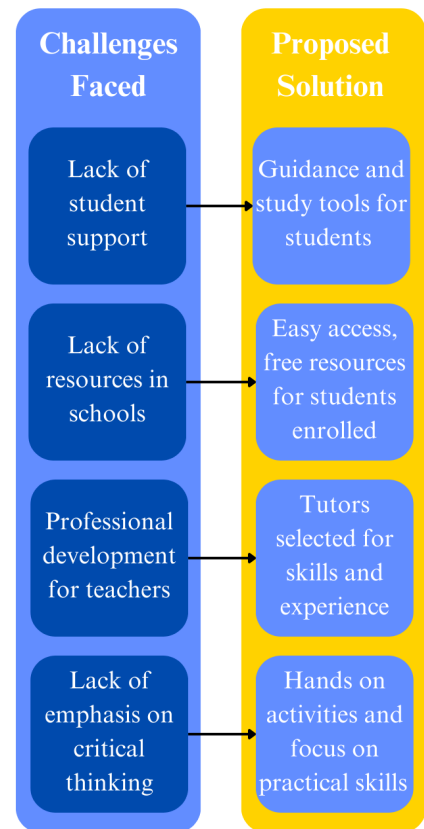 Challenges
Faced
Proposed
Solution
Lack of
student
support
Guidance and
study tools for
students
Lack of
resources in
schools
Easy access,
free resources
for students
enrolled
Professional
development
for teachers
Tutors
selected for
skills and
experience
Lack of
emphasis on
critical
thinking
Hands on
activities and
focus on
practical skills